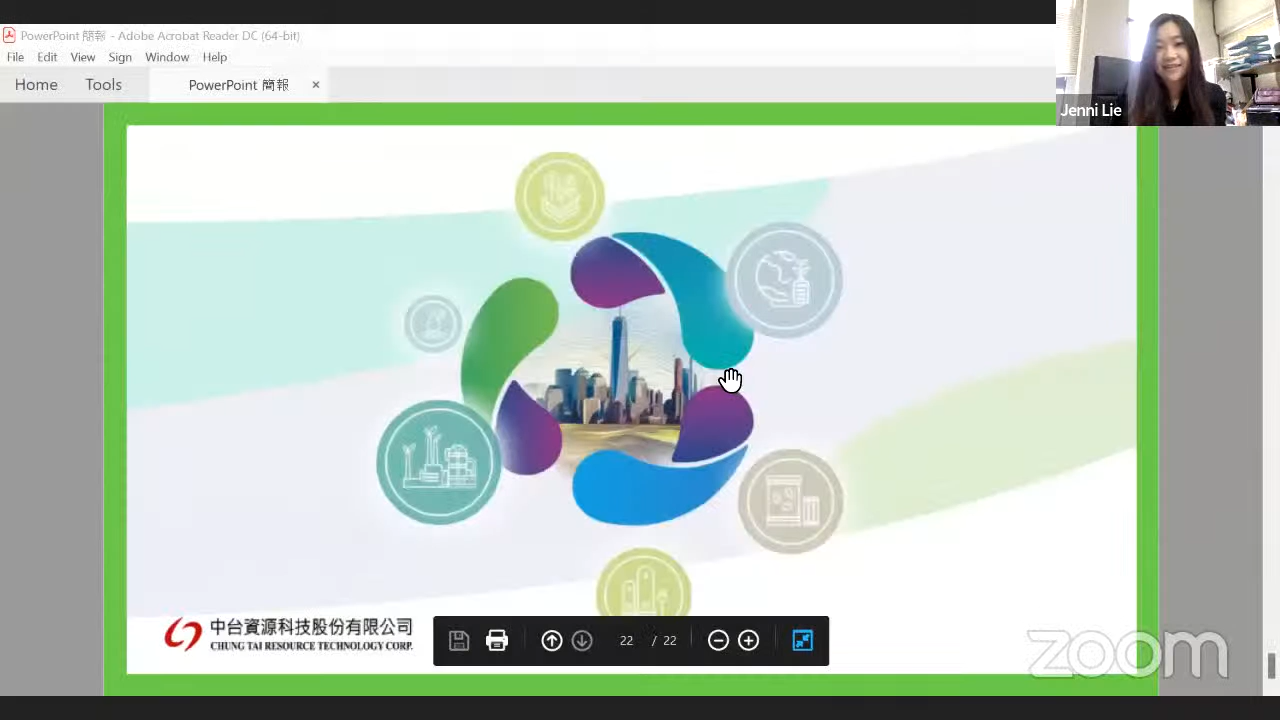 PowerPoint 簡報 - Adobe Acrobat Reader DC (64-bit)
File Edit View Sign Window Help
Home Tools PowerPoint 簡報 ×
Jenni Lie
中台資源科技股份有限公司
CHUNG TAI RESOURCE TECHNOLOGY CORP.
22 / 22
zoom